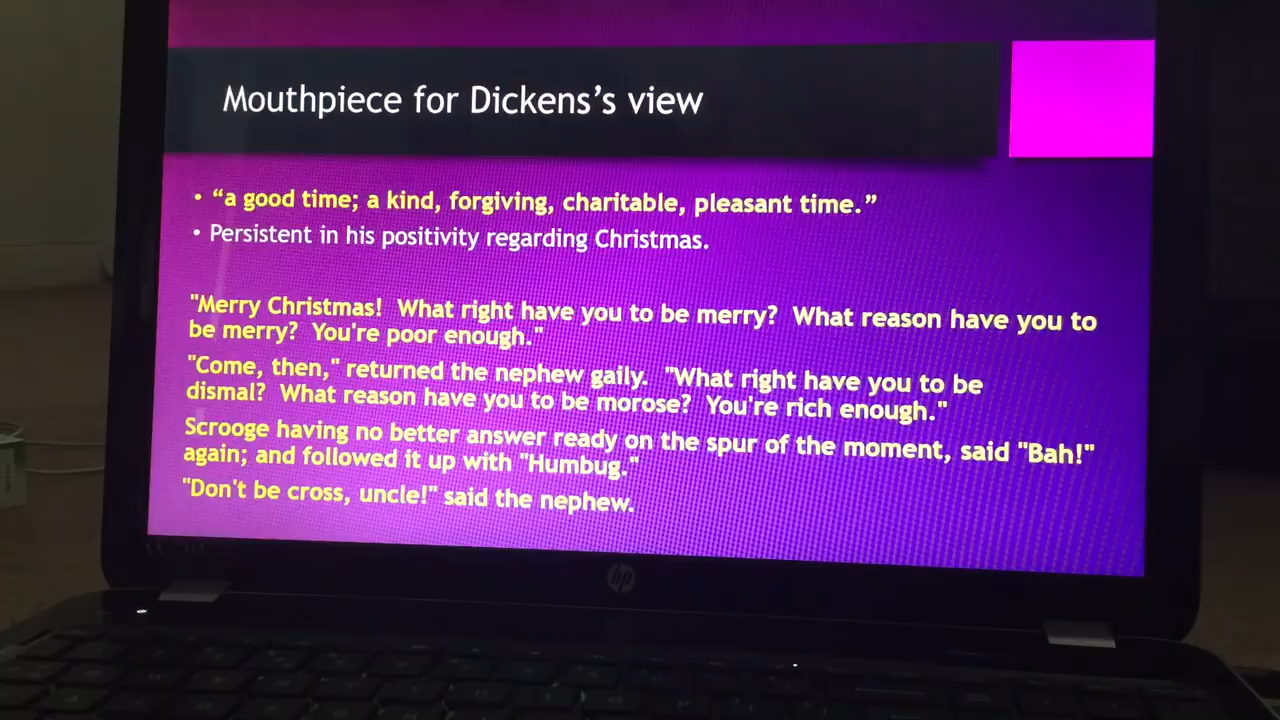 Mouthpiece for Dickens's view
• “a good time; a kind, forgiving, charitable, pleasant time.”
• Persistent in his positivity regarding Christmas.
"Merry Christmas!  What right have you to be merry?  What reason have you to
be merry?  You're poor enough."
"Come, then," returned the nephew gaily.  "What right have you to be
dismal?  What reason have you to be morose?  You're rich enough."
Scrooge having no better answer ready on the spur of the moment, said "Bah!"
again; and followed it up with "Humbug."
"Don't be cross, uncle!" said the nephew.
hp